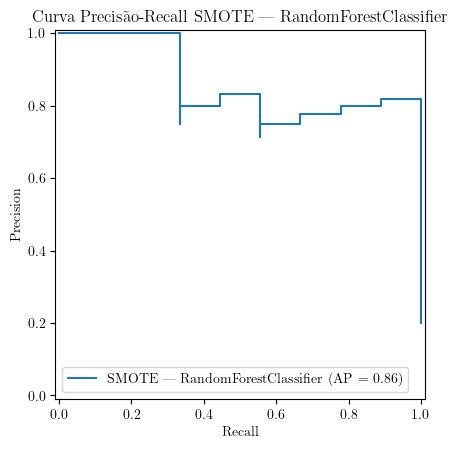 Curva Precisão-Recall SMOTE — RandomForestClassifier
1.0
0.8
0.6
0.4
0.2
0.0
Precision
SMOTE — RandomForestClassifier (AP = 0.86)
0.0 0.2 0.4 0.6 0.8 1.0
Recall